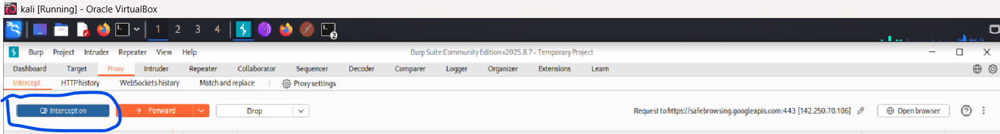 kali [Running] - Oracle VirtualBox
1 2 3 4 2
Burp Project Intruder Repeater View Help Burp Suite Community Edition v2025.8.7 - Temporary Project
Dashboard Target Proxy Intruder Repeater Collaborator Sequencer Decoder Comparer Logger Organizer Extensions Learn
Intercept HTTP history WebSockets history Match and replace Proxy settings
Intercept on Forward Drop Request to https://safebrowsing.googleapis.com:443 [142.250.70.106] Open browser